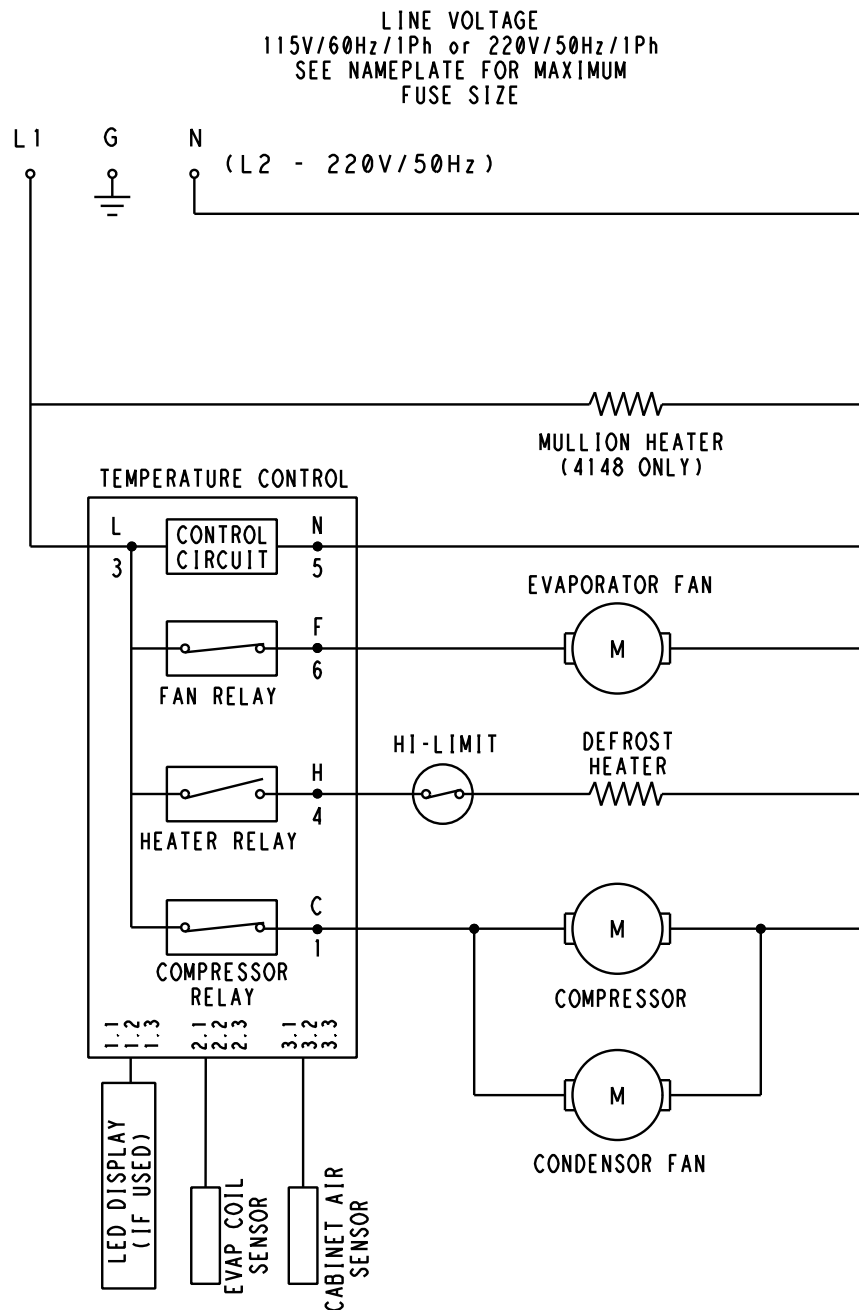 LINE VOLTAGE
115V/60Hz/1Ph or 220V/50Hz/1Ph
SEE NAMEPLATE FOR MAXIMUM
FUSE SIZE
L1
G
N
(L2 - 220V/50Hz)
MULLION HEATER
(4148 ONLY)
TEMPERATURE CONTROL
L
3
CONTROL
CIRCUIT
N
5
EVAPORATOR FAN
M
F
6
FAN RELAY
HI-LIMIT
DEFROST
HEATER
H
4
HEATER RELAY
C
1
M
COMPRESSOR
RELAY
COMPRESSOR
1.1
1.2
1.3
2.1
2.2
2.3
3.1
3.2
3.3
M
CONDENSOR FAN
LED DISPLAY
(IF USED)
EVAP COIL
SENSOR
CABINET AIR
SENSOR